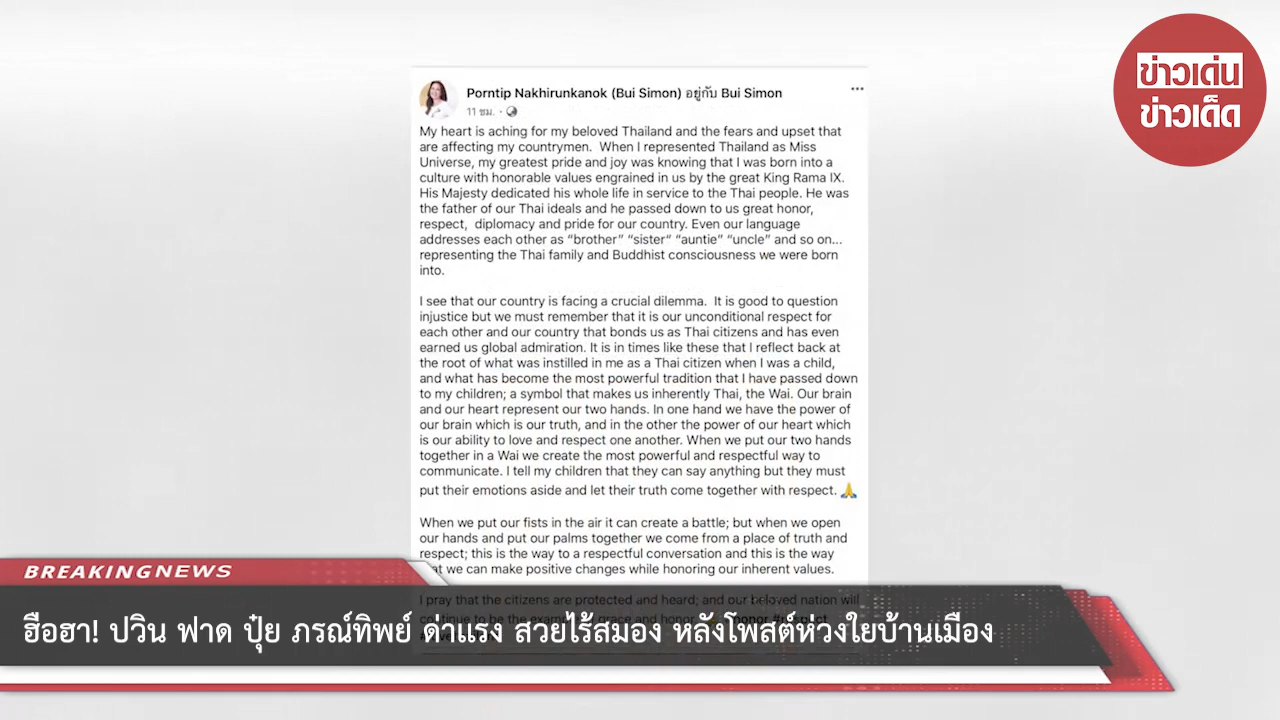 ข่าวเด่น
ข่าวเด็ด
Porntip Nakhirunkanok (Bui Simon) อยู่กับ Bui Simon
11 ชม.
My heart is aching for my beloved Thailand and the fears and upset that
are affecting my countrymen.  When I represented Thailand as Miss
Universe, my greatest pride and joy was knowing that I was born into a
culture with honorable values engrained in us by the great King Rama IX.
His Majesty dedicated his whole life in service to the Thai people. He was
the father of our Thai ideals and he passed down to us great honor,
respect,  diplomacy and pride for our country. Even our language
addresses each other as “brother” “sister” “auntie” “uncle” and so on...
representing the Thai family and Buddhist consciousness we were born
into.
I see that our country is facing a crucial dilemma.  It is good to question
injustice but we must remember that it is our unconditional respect for
each other and our country that bonds us as Thai citizens and has even
earned us global admiration. It is in times like these that I reflect back at
the root of what was instilled in me as a Thai citizen when I was a child,
and what has become the most powerful tradition that I have passed down
to my children; a symbol that makes us inherently Thai, the Wai. Our brain
and our heart represent our two hands. In one hand we have the power of
our brain which is our truth, and in the other the power of our heart which
is our ability to love and respect one another. When we put our two hands
together in a Wai we create the most powerful and respectful way to
communicate. I tell my children that they can say anything but they must
put their emotions aside and let their truth come together with respect. 🙏
When we put our fists in the air it can create a battle; but when we open
our hands and put our palms together we come from a place of truth and
respect; this is the way to a respectful conversation and this is the way
we can make positive changes while honoring our inherent values.
I pray that the citizens are protected and heard; and our beloved nation will
BREAKING NEWS
ฮือฮา! ปวิน ฟาด ปุ๋ย ภรณ์ทิพย์ ด่าแรง สวยไร้สมอง หลังโพสต์ห่วงใยบ้านเมือง